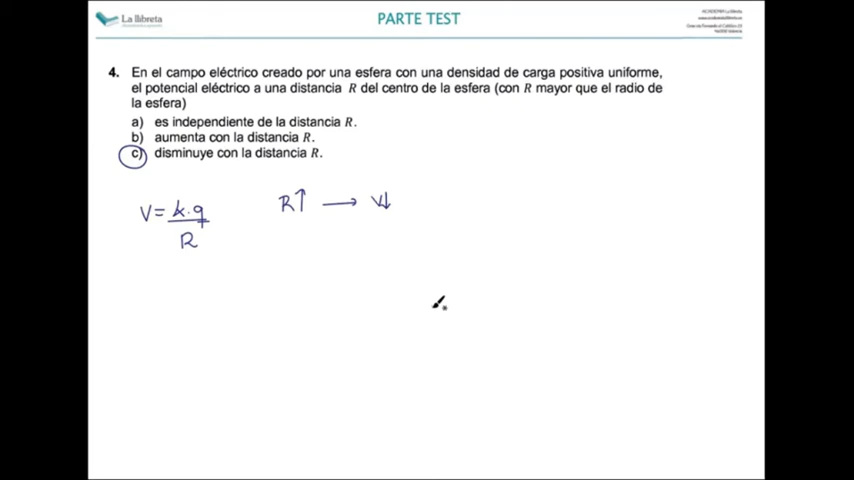 La llibreta
PARTE TEST
4. En el campo eléctrico creado por una esfera con una densidad de carga positiva uniforme,
el potencial eléctrico a una distancia R del centro de la esfera (con R mayor que el radio de
la esfera)
a) es independiente de la distancia R.
b) aumenta con la distancia R.
c) disminuye con la distancia R.
V = k·q / R
R↑ → V↓